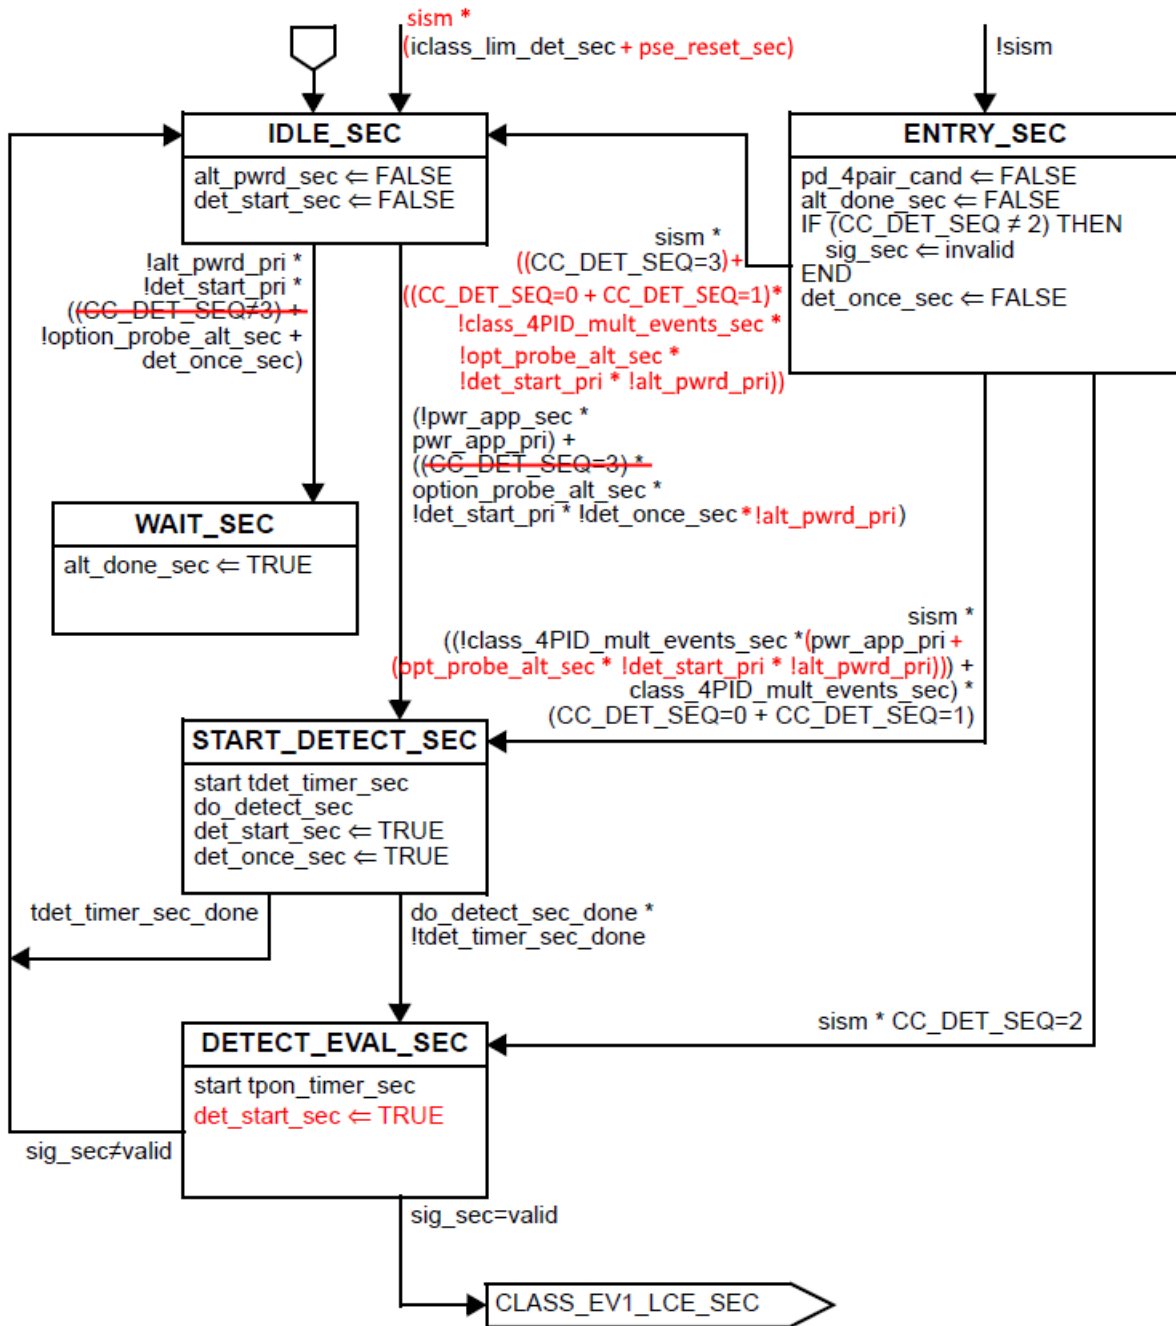 sism *
(iclass_lim_det_sec + pse_reset_sec)
!sism
IDLE_SEC
alt_pwrd_sec ⇐ FALSE
det_start_sec ⇐ FALSE
ENTRY_SEC
pd_4pair_cand ⇐ FALSE
alt_done_sec ⇐ FALSE
IF (CC_DET_SEQ ≠ 2) THEN
sig_sec ⇐ invalid
END
det_once_sec ⇐ FALSE
!alt_pwrd_pri *
!det_start_pri *
((CC_DET_SEQ≠3) +
!option_probe_alt_sec +
det_once_sec)
sism *
((CC_DET_SEQ=3) +
((CC_DET_SEQ=0 + CC_DET_SEQ=1)*
!class_4PID_mult_events_sec *
!opt_probe_alt_sec *
!det_start_pri * !alt_pwrd_pri))
(!pwr_app_sec *
pwr_app_pri) +
((CC_DET_SEQ=3) *
option_probe_alt_sec *
!det_start_pri * !det_once_sec *!alt_pwrd_pri)
WAIT_SEC
alt_done_sec ⇐ TRUE
sism *
((!class_4PID_mult_events_sec *(pwr_app_pri +
(opt_probe_alt_sec * !det_start_pri * !alt_pwrd_pri))) +
class_4PID_mult_events_sec) *
(CC_DET_SEQ=0 + CC_DET_SEQ=1)
START_DETECT_SEC
start tdet_timer_sec
do_detect_sec
det_start_sec ⇐ TRUE
det_once_sec ⇐ TRUE
tdet_timer_sec_done
do_detect_sec_done *
!tdet_timer_sec_done
sism * CC_DET_SEQ=2
DETECT_EVAL_SEC
start tpon_timer_sec
det_start_sec ⇐ TRUE
sig_sec≠valid
sig_sec=valid
CLASS_EV1_LCE_SEC